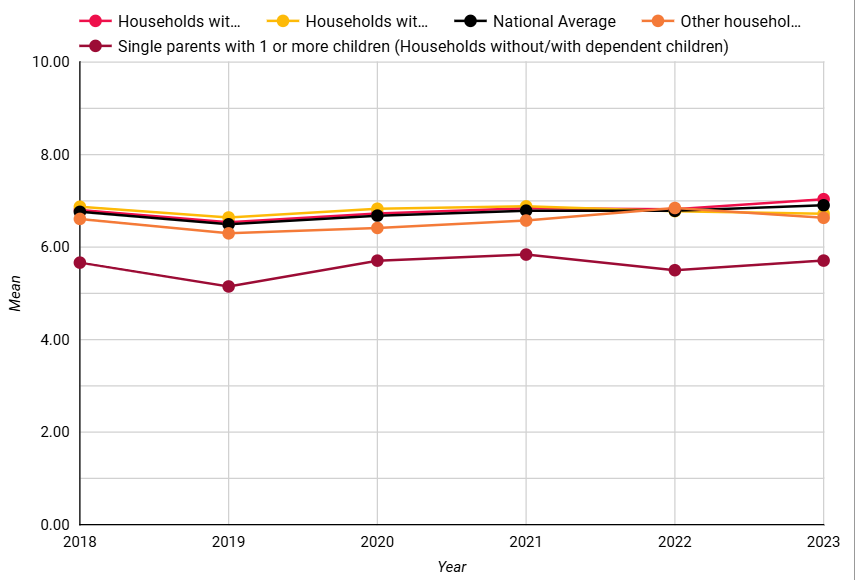 Households wit... Households wit... National Average Other househol...
Single parents with 1 or more children (Households without/with dependent children)
10.00
8.00
6.00
4.00
2.00
0.00
Mean
2018 2019 2020 2021 2022 2023
Year